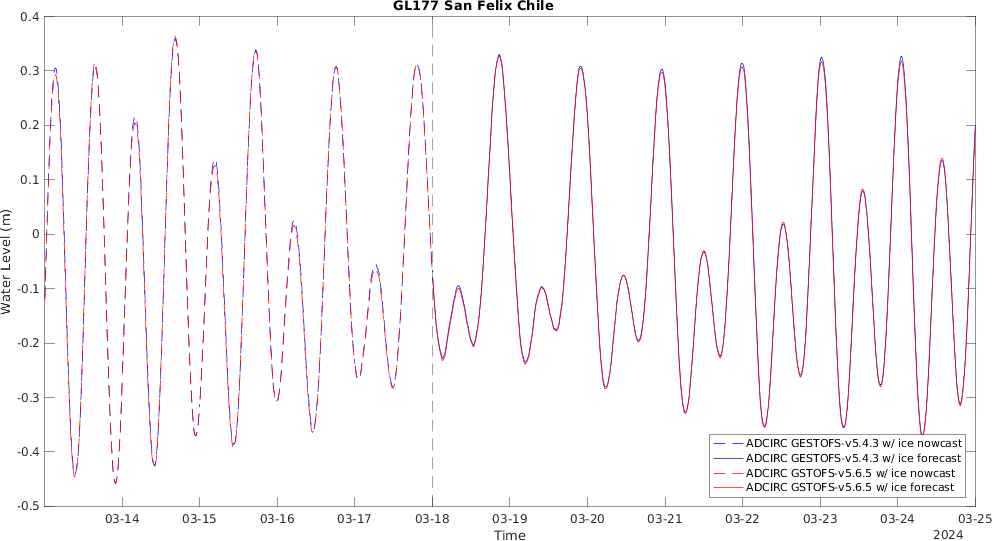 GL177 San Felix Chile
0.4
0.3
0.2
0.1
0
-0.1
-0.2
-0.3
-0.4
-0.5
Water Level (m)
ADCIRC GESTOFS-v5.4.3 w/ ice nowcast
ADCIRC GESTOFS-v5.4.3 w/ ice forecast
ADCIRC GSTOFS-v5.6.5 w/ ice nowcast
ADCIRC GSTOFS-v5.6.5 w/ ice forecast
03-14 03-15 03-16 03-17 03-18 03-19 03-20 03-21 03-22 03-23 03-24 03-25
Time
2024